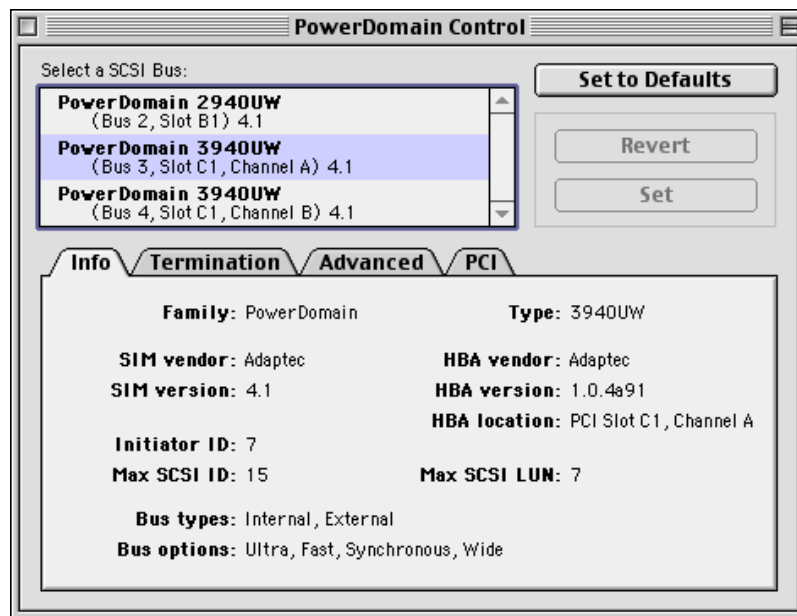 PowerDomain Control
Select a SCSI Bus:
PowerDomain 2940UW
(Bus 2, Slot B1) 4.1
PowerDomain 3940UW
(Bus 3, Slot C1, Channel A) 4.1
PowerDomain 3940UW
(Bus 4, Slot C1, Channel B) 4.1
Set to Defaults
Revert
Set
Info Termination Advanced PCI
Family: PowerDomain Type: 3940UW
SIM vendor: Adaptec HBA vendor: Adaptec
SIM version: 4.1 HBA version: 1.0.4a91
HBA location: PCI Slot C1, Channel A
Initiator ID: 7
Max SCSI ID: 15 Max SCSI LUN: 7
Bus types: Internal, External
Bus options: Ultra, Fast, Synchronous, Wide